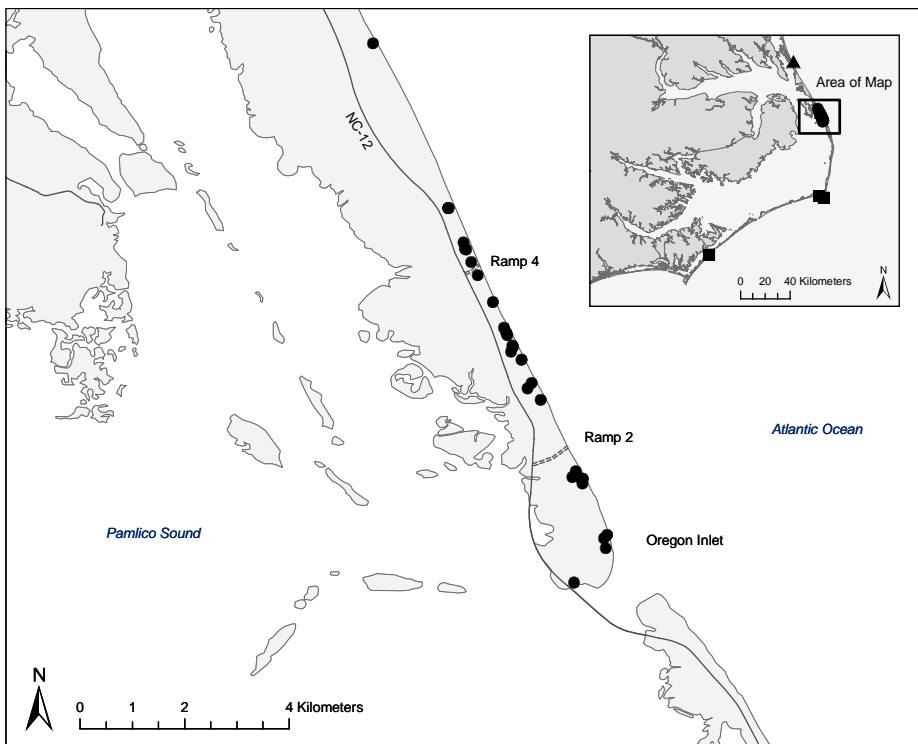 NC-12
Area of Map
N
0 20 40 Kilometers
Ramp 4
Ramp 2
Atlantic Ocean
Pamlico Sound
Oregon Inlet
N
0 1 2 4 Kilometers